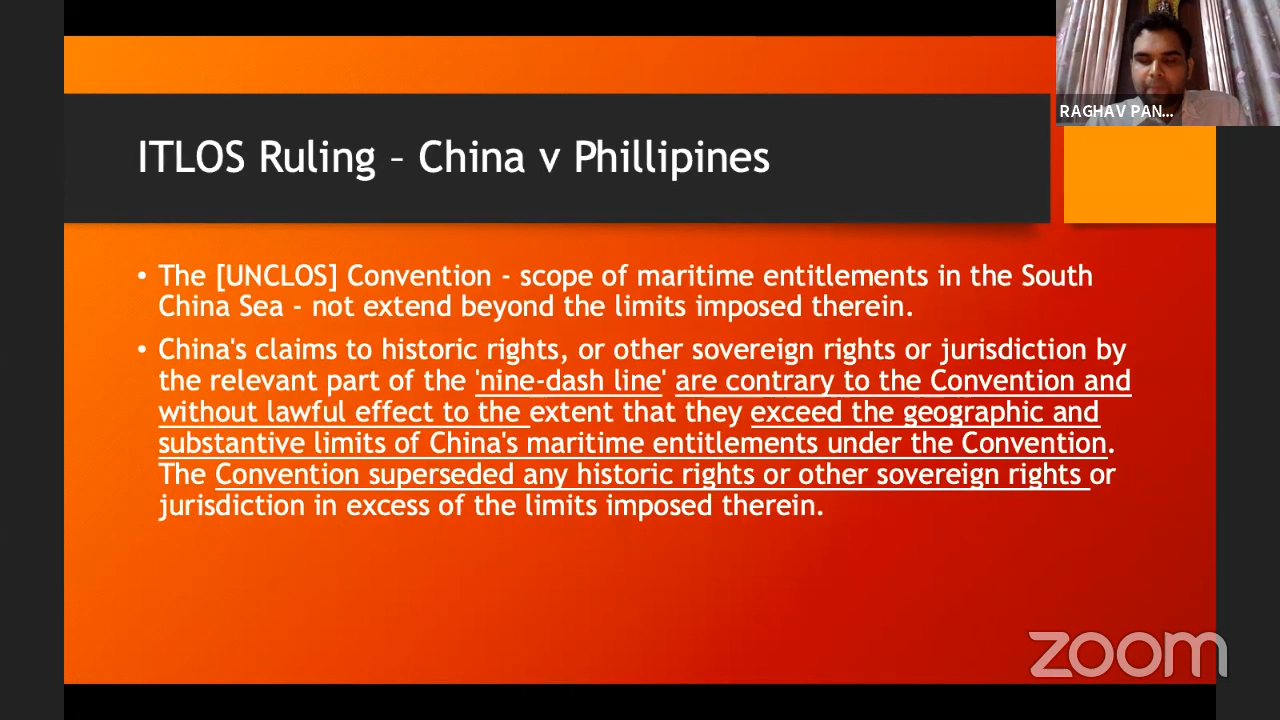 RAGHAV PAN...
ITLOS Ruling – China v Phillipines
• The [UNCLOS] Convention - scope of maritime entitlements in the South
China Sea - not extend beyond the limits imposed therein.
• China's claims to historic rights, or other sovereign rights or jurisdiction by
the relevant part of the 'nine-dash line' are contrary to the Convention and
without lawful effect to the extent that they exceed the geographic and
substantive limits of China's maritime entitlements under the Convention.
The Convention superseded any historic rights or other sovereign rights or
jurisdiction in excess of the limits imposed therein.
zoom